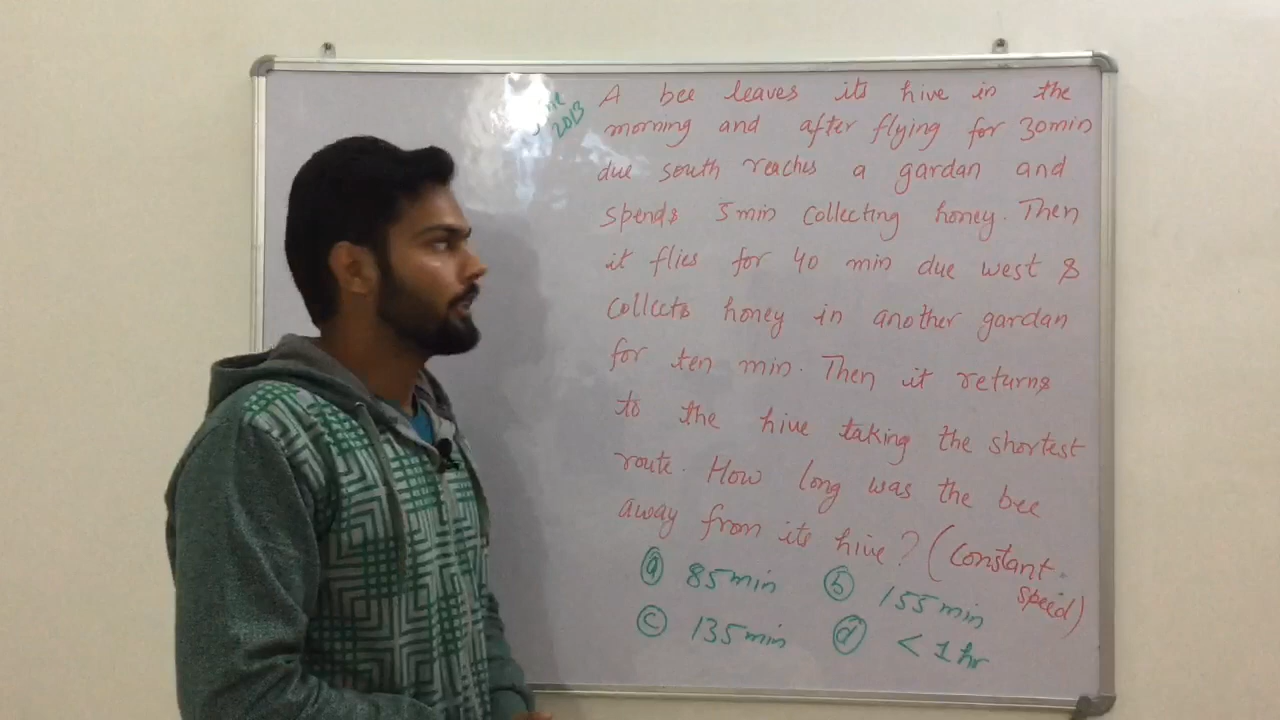 2013
A bee leaves its hive in the
morning and after flying for 30min
due south reaches a gardan and
spends 5min collecting honey. Then
it flies for 40 min due west &
collects honey in another gardan
for ten min. Then it returns
to the hive taking the shortest
route. How long was the bee
away from its hive? (Constant
speed)
(a) 85min (b) 155min
(c) 135min (d) < 1 hr